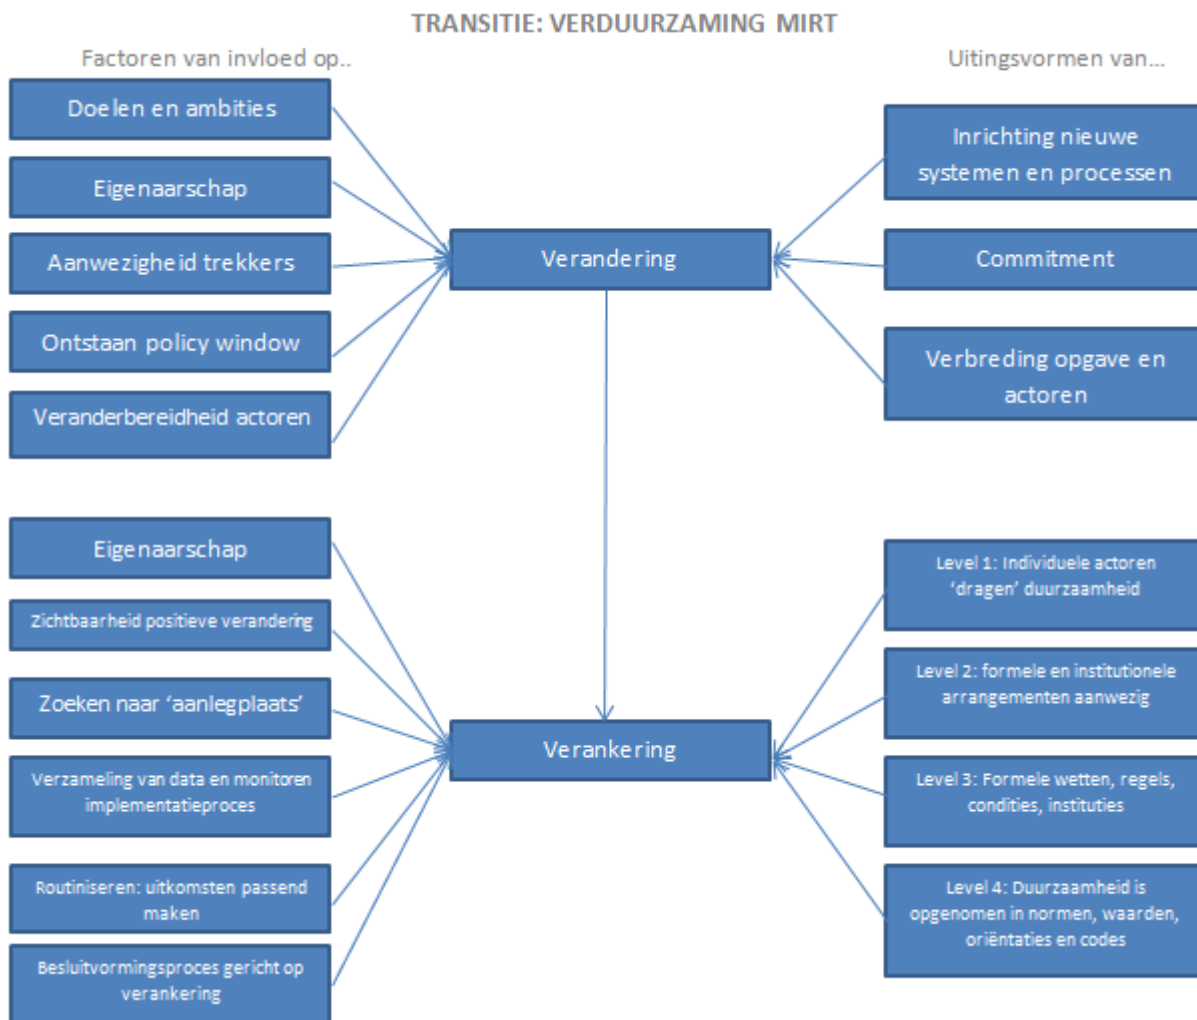 TRANSITIE: VERDUURZAMING MIRT
Factoren van invloed op..
Uitingsvormen van...
Doelen en ambities
Eigenaarschap
Aanwezigheid trekkers
Ontstaan policy window
Veranderbereidheid actoren
Verandering
Inrichting nieuwe
systemen en processen
Commitment
Verbreding opgave en
actoren
Eigenaarschap
Zichtbaarheid positieve verandering
Zoeken naar ‘aanlegplaats’
Verzameling van data en monitoren
implementatieproces
Routiniseren: uitkomsten passend
maken
Besluitvormingsproces gericht op
verankering
Verankering
Level 1: Individuele actoren
‘dragen’ duurzaamheid
Level 2: formele en institutionele
arrangementen aanwezig
Level 3: Formele wetten, regels,
condities, instituties
Level 4: Duurzaamheid is
opgenomen in normen, waarden,
oriëntaties en codes